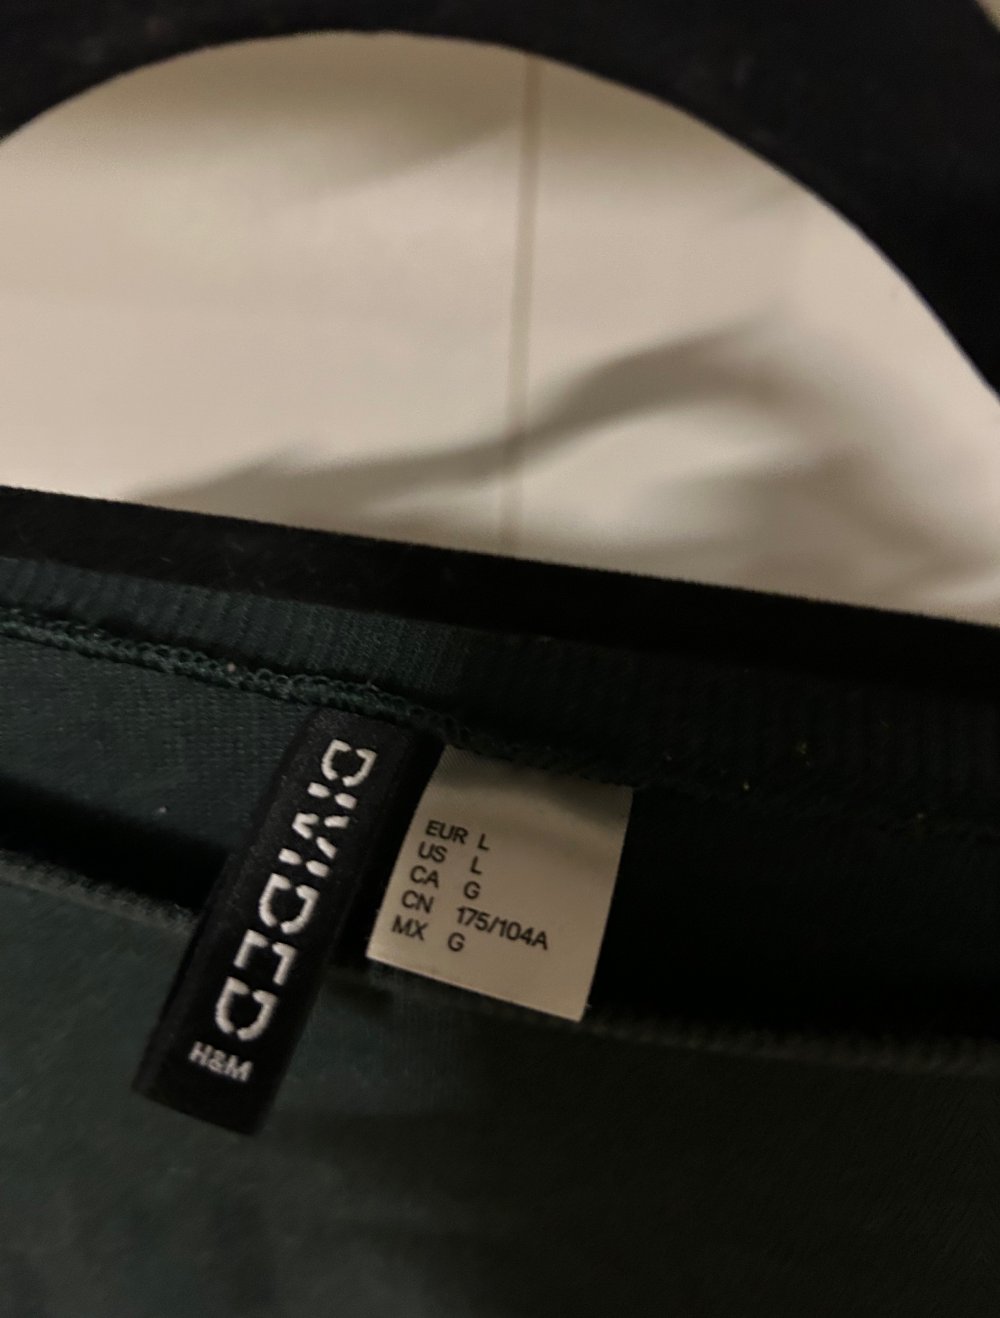 DIVIDED
H&M
EUR L
US L
CA G
CN 175/104A
MX G